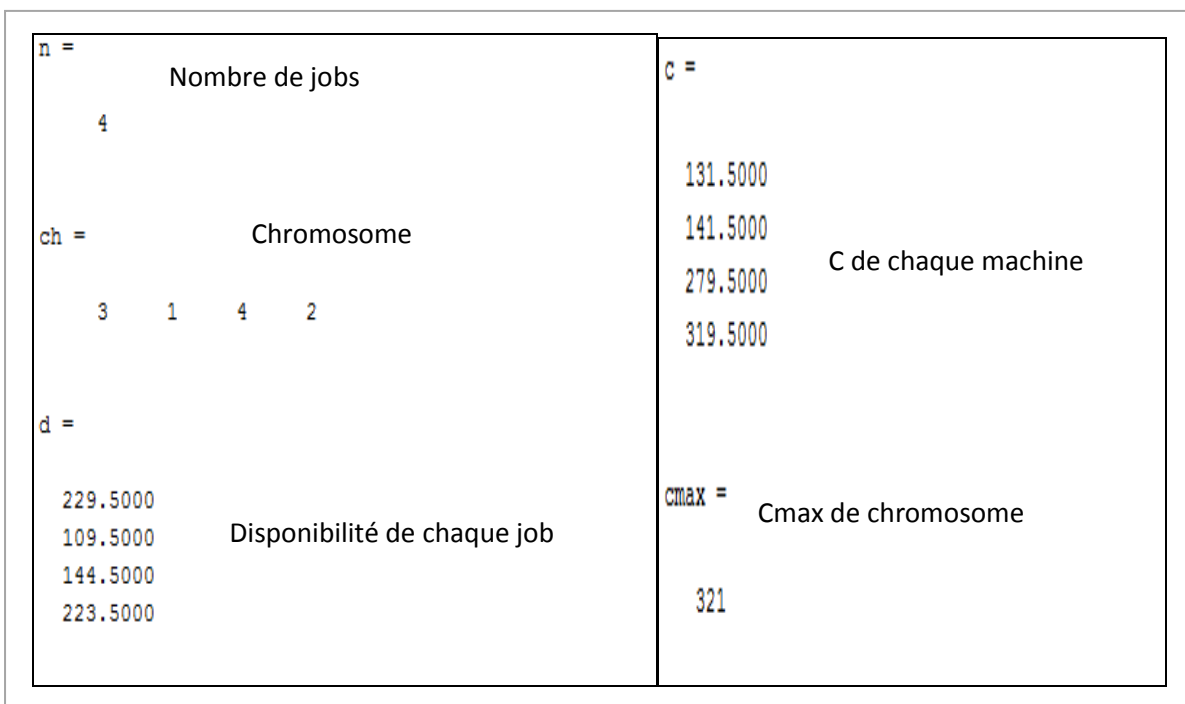 n =
Nombre de jobs
4
ch =
Chromosome
3 1 4 2
d =
229.5000
109.5000
144.5000
223.5000
Disponibilité de chaque job
C =
131.5000
141.5000
279.5000
319.5000
C de chaque machine
cmax =
Cmax de chromosome
321